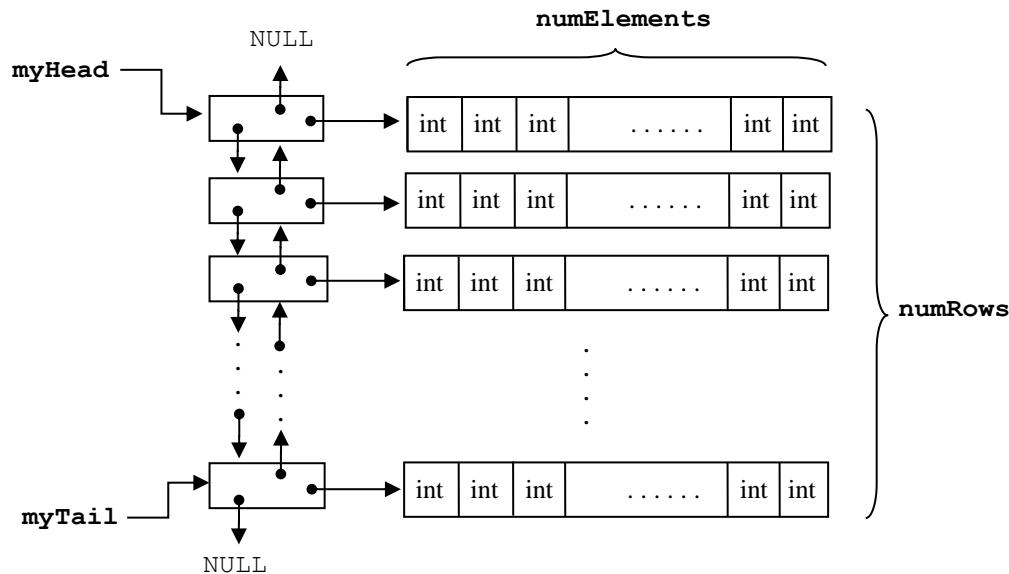 numElements
NULL
myHead
int int int ...... int int
int int int ...... int int
int int int ...... int int
numRows
int int int ...... int int
myTail
NULL